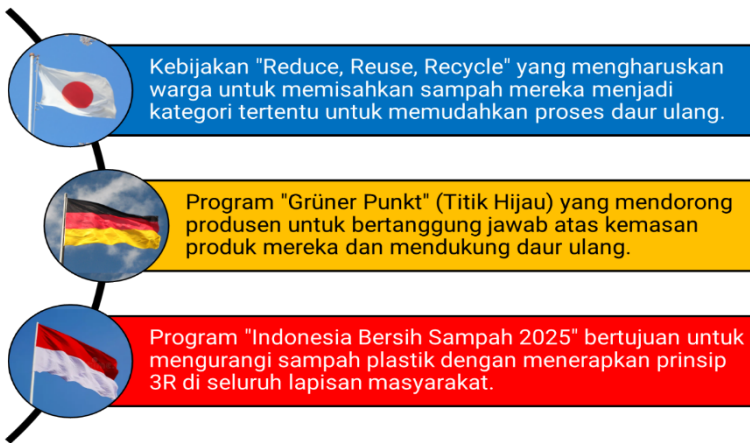 Kebijakan "Reduce, Reuse, Recycle" yang mengharuskan
warga untuk memisahkan sampah mereka menjadi
kategori tertentu untuk memudahkan proses daur ulang.
Program "Grüner Punkt" (Titik Hijau) yang mendorong
produsen untuk bertanggung jawab atas kemasan
produk mereka dan mendukung daur ulang.
Program "Indonesia Bersih Sampah 2025" bertujuan untuk
mengurangi sampah plastik dengan menerapkan prinsip
3R di seluruh lapisan masyarakat.